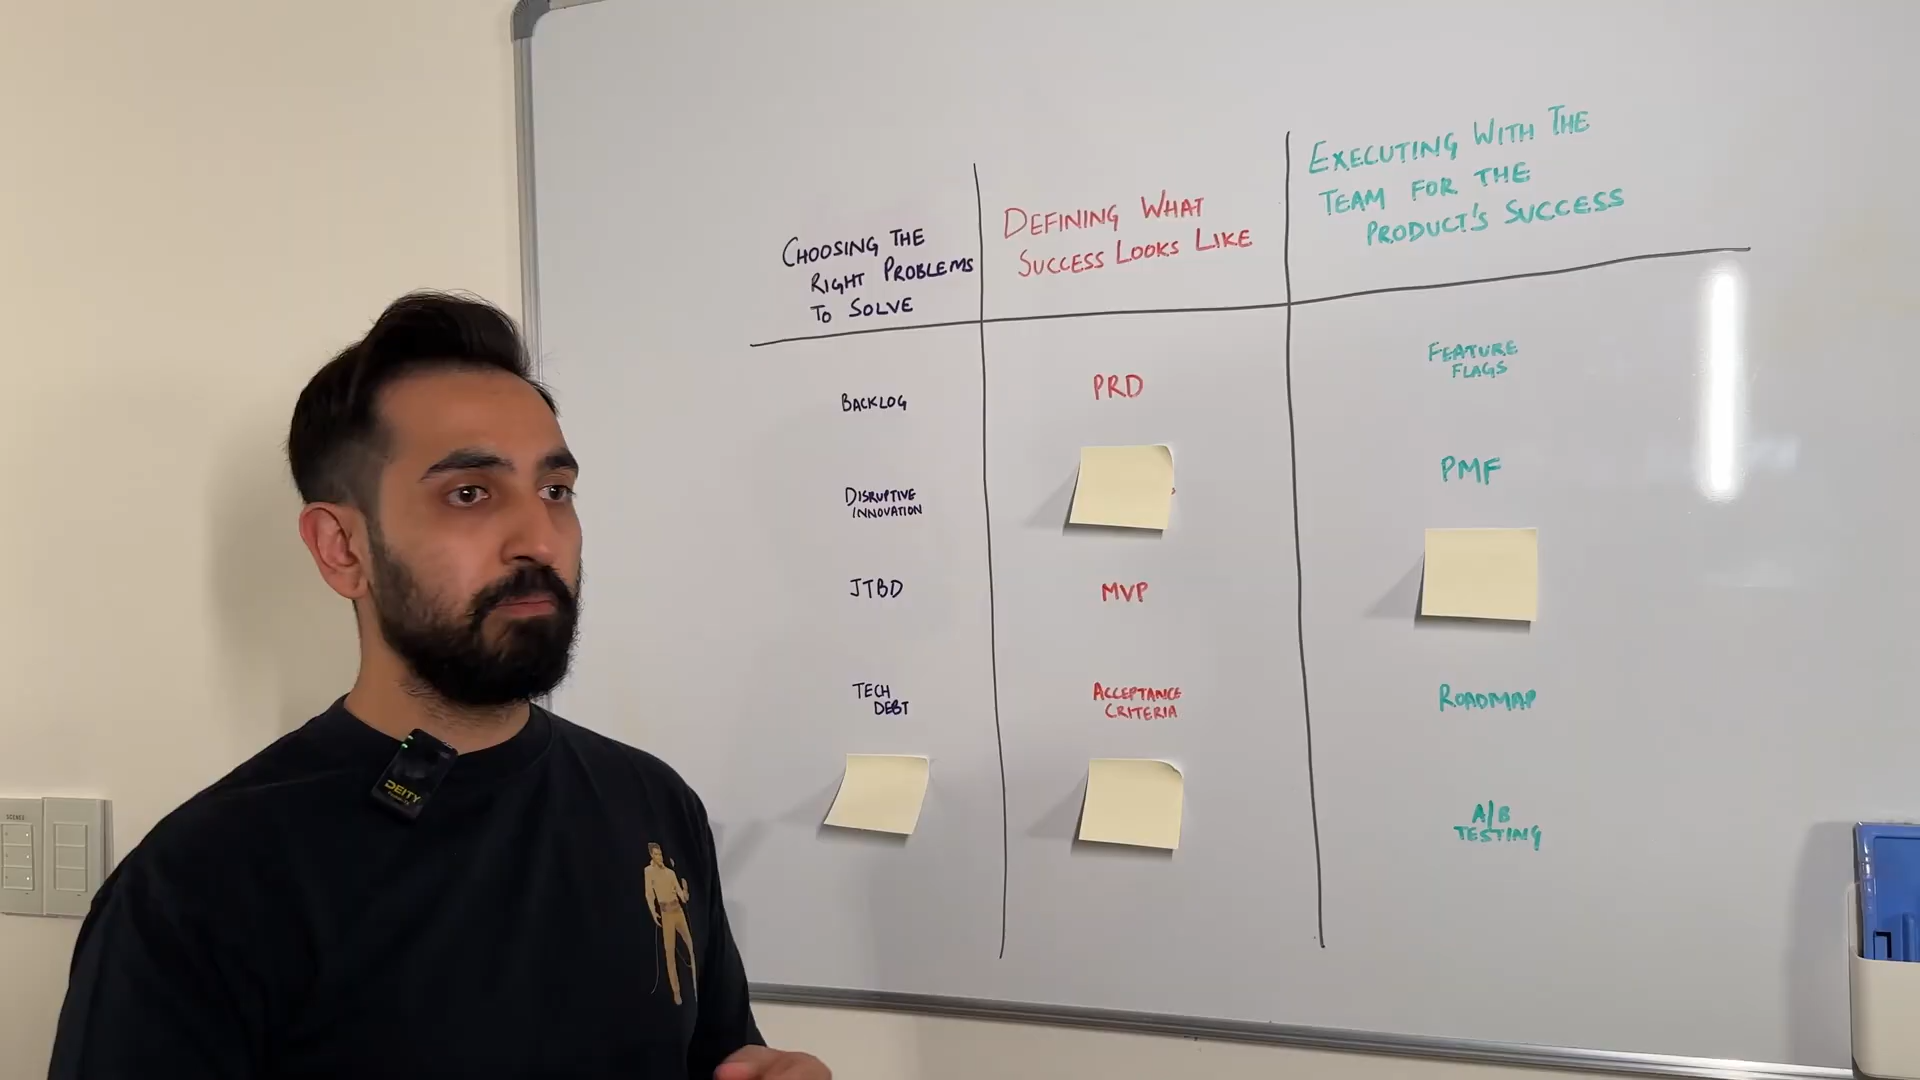 CHOOSING THE
RIGHT PROBLEMS
TO SOLVE
BACKLOG
DISRUPTIVE
INNOVATION
JTBD
TECH
DEBT
DEFINING WHAT
SUCCESS LOOKS LIKE
PRD
MVP
ACCEPTANCE
CRITERIA
EXECUTING WITH THE
TEAM FOR THE
PRODUCT'S SUCCESS
FEATURE
FLAGS
PMF
ROADMAP
A/B
TESTING
DEITY
SCENES